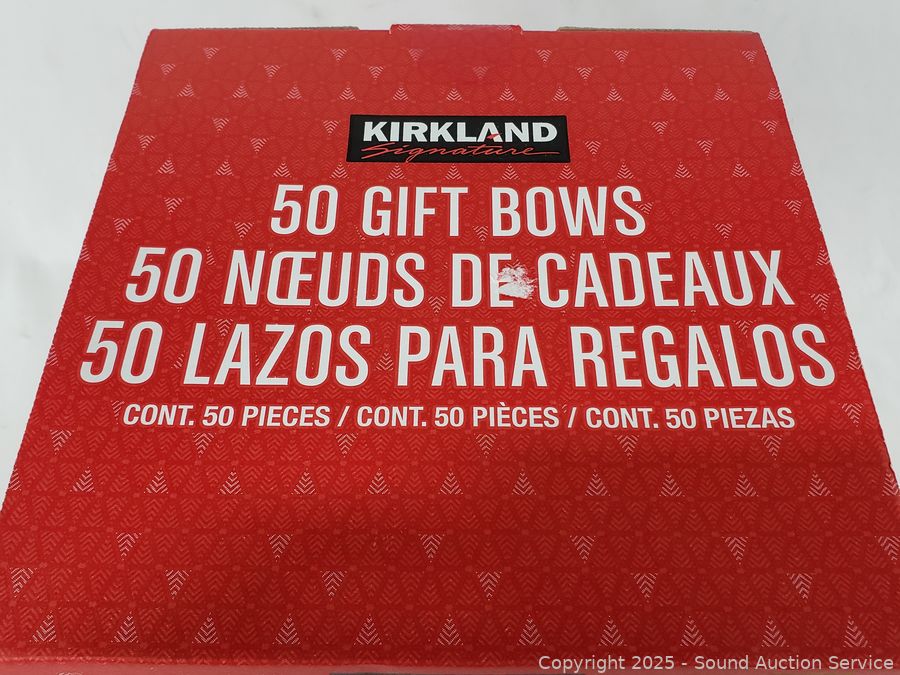 KIRKLAND
Signature
50 GIFT BOWS
50 NŒUDS DE CADEAUX
50 LAZOS PARA REGALOS
CONT. 50 PIECES / CONT. 50 PIÈCES / CONT. 50 PIEZAS
Copyright 2025 - Sound Auction Service